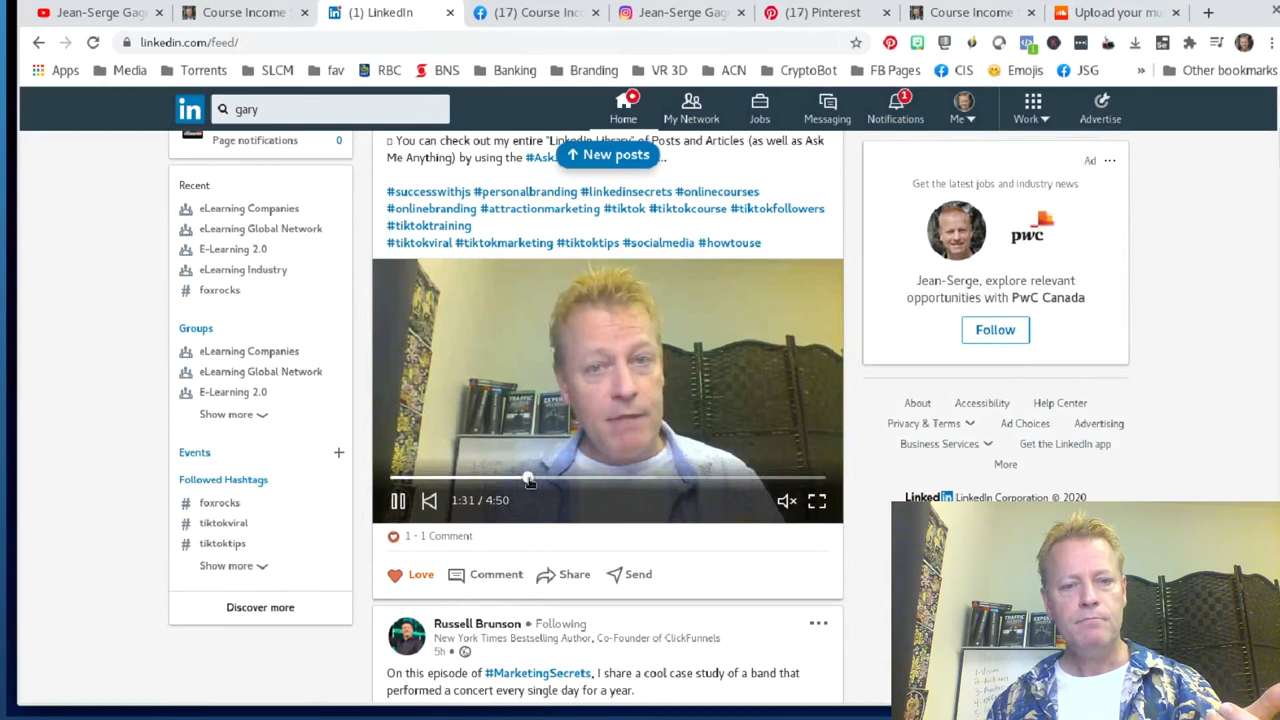 Jean-Serge Gag
Course Income S
(1) LinkedIn
(17) Course Inc
Jean-Serge Gag
(17) Pinterest
Course Income S
Upload your mu
linkedin.com/feed/
Apps
Media
Torrents
SLCM
fav
RBC
BNS
Banking
Branding
VR 3D
ACN
CryptoBot
FB Pages
CIS
Emojis
JSG
»
Other bookmarks
in
gary
Home
My Network
Jobs
Messaging
1
Notifications
Me
Work
Advertise
Page notifications 0
Recent
eLearning Companies
eLearning Global Network
E-Learning 2.0
eLearning Industry
foxrocks
Groups
eLearning Companies
eLearning Global Network
E-Learning 2.0
Show more
Events +
Followed Hashtags
# foxrocks
# tiktokviral
# tiktoktips
Show more
Discover more
You can check out my entire "LinkedIn Library" of Posts and Articles (as well as Ask
Me Anything) by using the #Ask
New posts
#successwithjs #personalbranding #linkedinsecrets #onlinecourses
#onlinebranding #attractionmarketing #tiktok #tiktokcourse #tiktokfollowers
#tiktoktraining
#tiktokviral #tiktokmarketing #tiktoktips #socialmedia #howtouse
TRAFFIC
EXPERT
1:31 / 4:50
1 · 1 Comment
Love
Comment
Share
Send
Russell Brunson • Following
New York Times Bestselling Author, Co-Founder of ClickFunnels
5h •
On this episode of #MarketingSecrets, I share a cool case study of a band that
performed a concert every single day for a year.
Ad ...
Get the latest jobs and industry news
pwc
Jean-Serge, explore relevant
opportunities with PwC Canada
Follow
About
Accessibility
Help Center
Privacy & Terms
Ad Choices
Advertising
Business Services
Get the LinkedIn app
More
Linked in LinkedIn Corporation © 2020